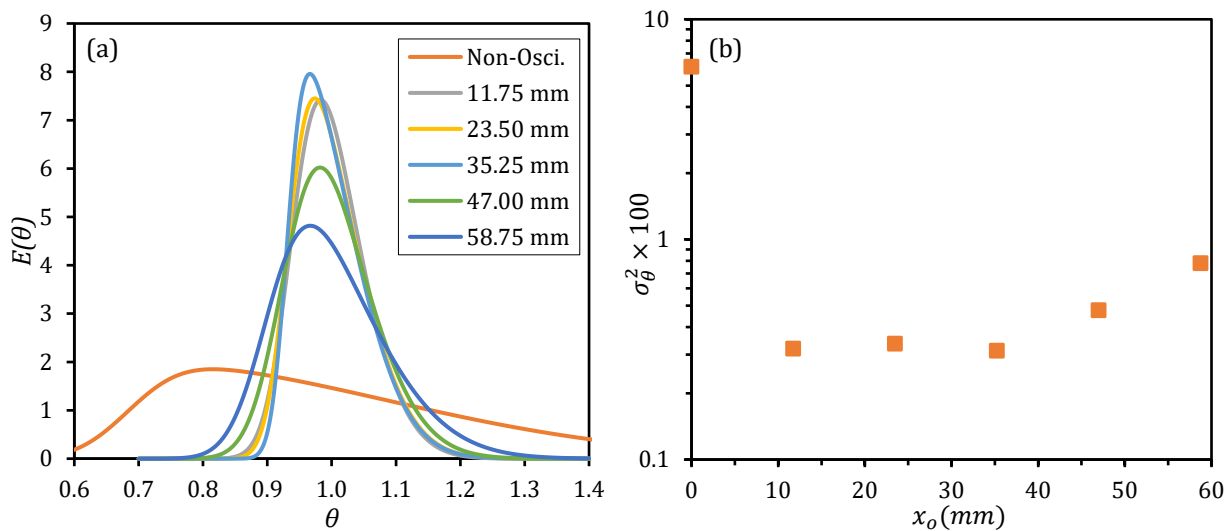 (a)
9
8
7
6
5
4
3
2
1
0
E(θ)
Non-Osci.
11.75 mm
23.50 mm
35.25 mm
47.00 mm
58.75 mm
0.6 0.7 0.8 0.9 1.0 1.1 1.2 1.3 1.4
θ
(b)
10
1
0.1
σ_θ^2 × 100
0 10 20 30 40 50 60
x_o(mm)